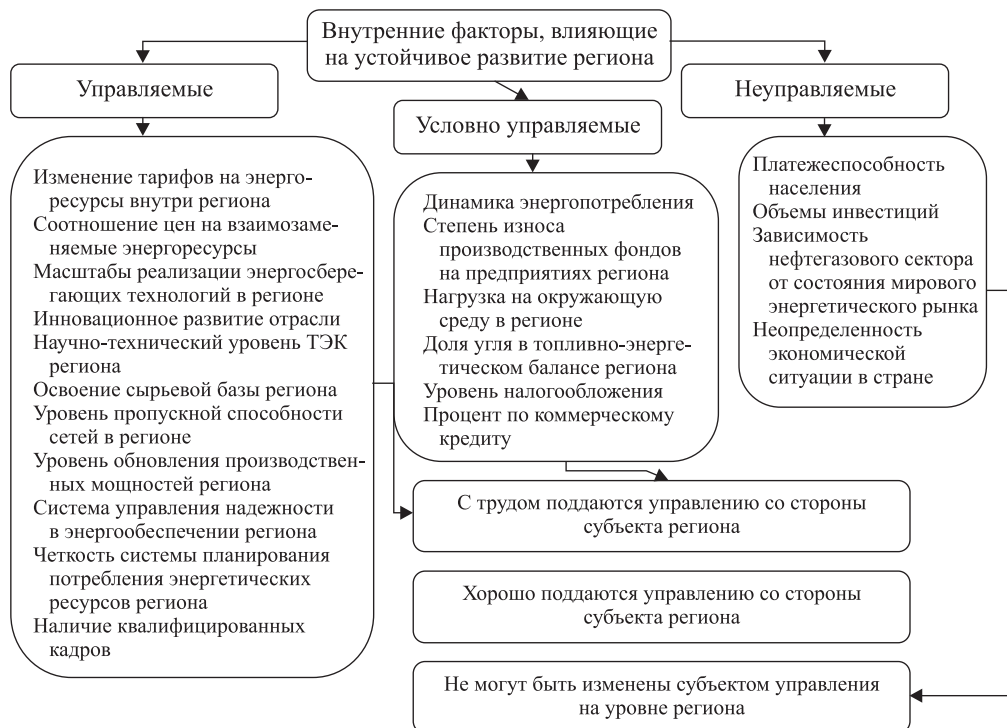 Внутренние факторы, влияющие
на устойчивое развитие региона
Управляемые
Изменение тарифов на энерго-
ресурсы внутри региона
Соотношение цен на взаимозаме-
няемые энергоресурсы
Масштабы реализации энергосбере-
гающих технологий в регионе
Инновационное развитие отрасли
Научно-технический уровень ТЭК
региона
Освоение сырьевой базы региона
Уровень пропускной способности
сетей в регионе
Уровень обновления производствен-
ных мощностей региона
Система управления надежности
в энергообеспечении региона
Четкость системы планирования
потребления энергетических
ресурсов региона
Наличие квалифицированных
кадров
Условно управляемые
Динамика энергопотребления
Степень износа
производственных фондов
на предприятиях региона
Нагрузка на окружающую
среду в регионе
Доля угля в топливно-энерге-
тическом балансе региона
Уровень налогообложения
Процент по коммерческому
кредиту
Неуправляемые
Платежеспособность
населения
Объемы инвестиций
Зависимость
нефтегазового сектора
от состояния мирового
энергетического рынка
Неопределенность
экономической
ситуации в стране
С трудом поддаются управлению со стороны
субъекта региона
Хорошо поддаются управлению со стороны
субъекта региона
Не могут быть изменены субъектом управления
на уровне региона